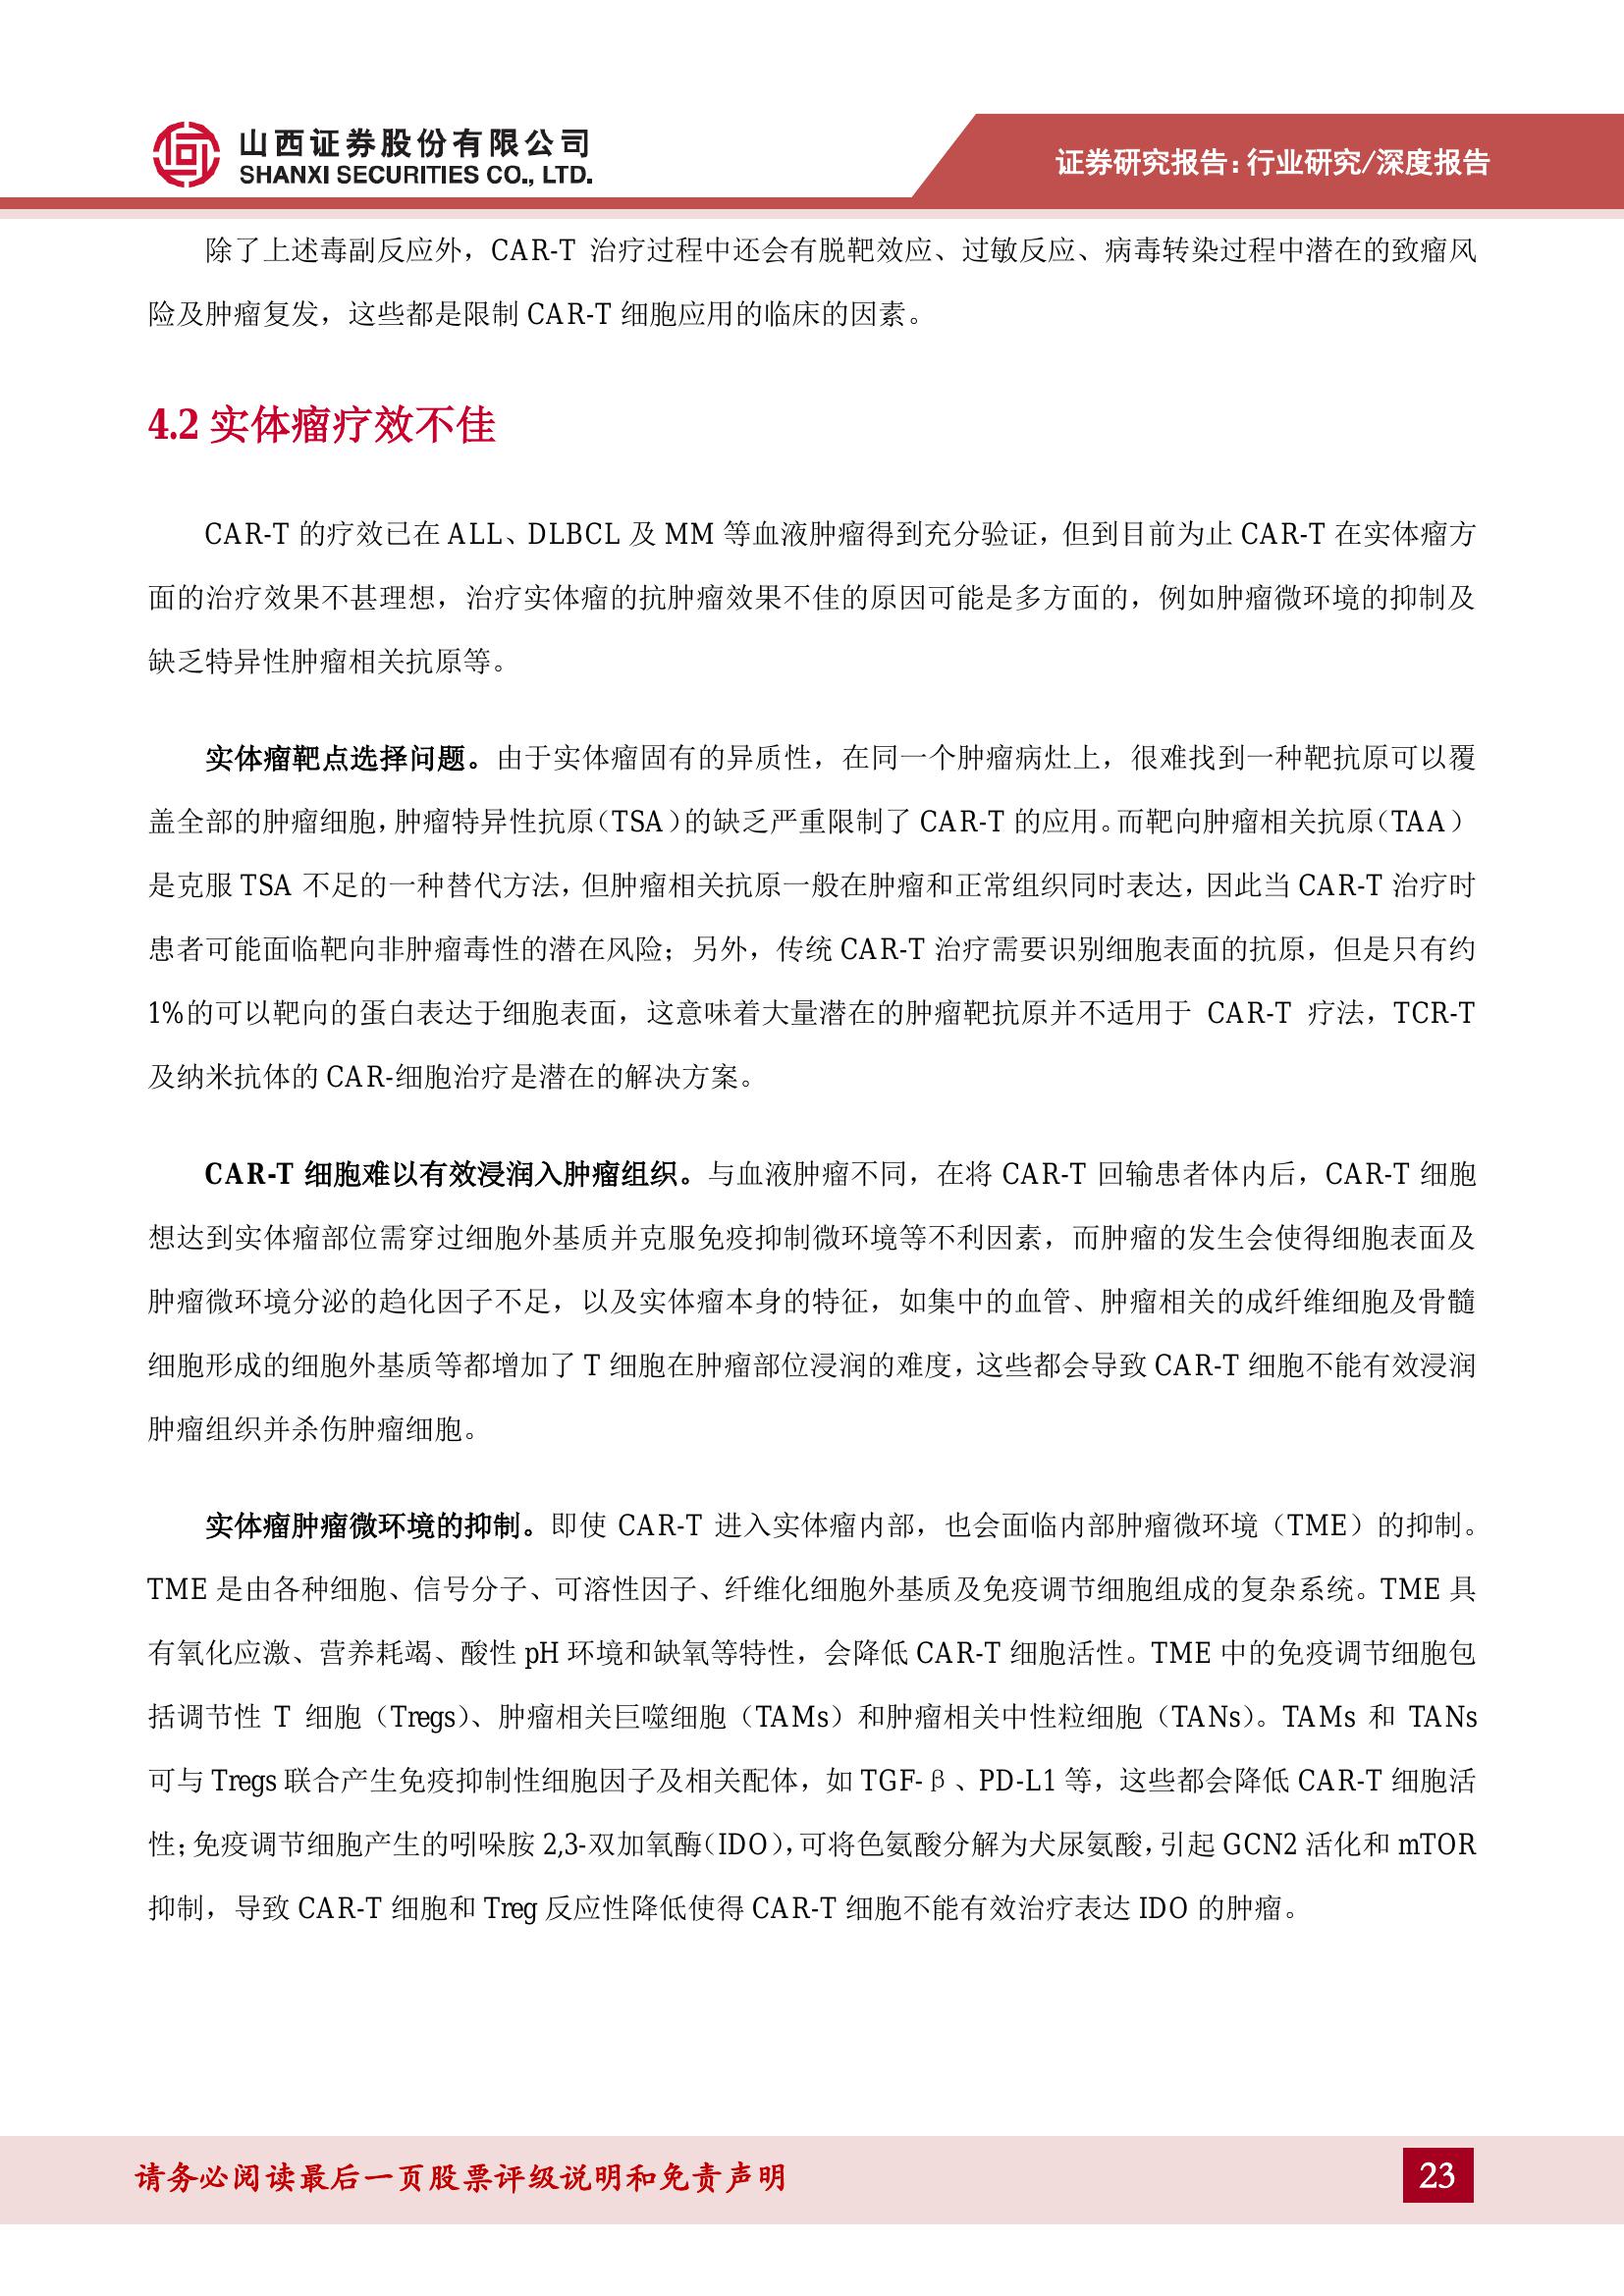 山西证券股份有限公司
SHANXI SECURITIES CO., LTD.
证券研究报告：行业研究/深度报告
除了上述毒副反应外，CAR-T 治疗过程中还会有脱靶效应、过敏反应、病毒转染过程中潜在的致瘤风
险及肿瘤复发，这些都是限制 CAR-T 细胞应用的临床的因素。
4.2 实体瘤疗效不佳
CAR-T 的疗效已在 ALL、DLBCL 及 MM 等血液肿瘤得到充分验证，但到目前为止 CAR-T 在实体瘤方
面的治疗效果不甚理想，治疗实体瘤的抗肿瘤效果不佳的原因可能是多方面的，例如肿瘤微环境的抑制及
缺乏特异性肿瘤相关抗原等。
实体瘤靶点选择问题。由于实体瘤固有的异质性，在同一个肿瘤病灶上，很难找到一种靶抗原可以覆
盖全部的肿瘤细胞，肿瘤特异性抗原（TSA）的缺乏严重限制了 CAR-T 的应用。而靶向肿瘤相关抗原（TAA）
是克服 TSA 不足的一种替代方法，但肿瘤相关抗原一般在肿瘤和正常组织同时表达，因此当 CAR-T 治疗时
患者可能面临靶向非肿瘤毒性的潜在风险；另外，传统 CAR-T 治疗需要识别细胞表面的抗原，但是只有约
1%的可以靶向的蛋白表达于细胞表面，这意味着大量潜在的肿瘤靶抗原并不适用于 CAR-T 疗法，TCR-T
及纳米抗体的 CAR-细胞治疗是潜在的解决方案。
CAR-T 细胞难以有效浸润入肿瘤组织。与血液肿瘤不同，在将 CAR-T 回输患者体内后，CAR-T 细胞
想达到实体瘤部位需穿过细胞外基质并克服免疫抑制微环境等不利因素，而肿瘤的发生会使得细胞表面及
肿瘤微环境分泌的趋化因子不足，以及实体瘤本身的特征，如集中的血管、肿瘤相关的成纤维细胞及骨髓
细胞形成的细胞外基质等都增加了 T 细胞在肿瘤部位浸润的难度，这些都会导致 CAR-T 细胞不能有效浸润
肿瘤组织并杀伤肿瘤细胞。
实体瘤肿瘤微环境的抑制。即使 CAR-T 进入实体瘤内部，也会面临内部肿瘤微环境（TME）的抑制。
TME 是由各种细胞、信号分子、可溶性因子、纤维化细胞外基质及免疫调节细胞组成的复杂系统。TME 具
有氧化应激、营养耗竭、酸性 pH 环境和缺氧等特性，会降低 CAR-T 细胞活性。TME 中的免疫调节细胞包
括调节性 T 细胞（Tregs）、肿瘤相关巨噬细胞（TAMs）和肿瘤相关中性粒细胞（TANs）。TAMs 和 TANs
可与 Tregs 联合产生免疫抑制性细胞因子及相关配体，如 TGF-β、PD-L1 等，这些都会降低 CAR-T 细胞活
性；免疫调节细胞产生的吲哚胺 2,3-双加氧酶（IDO），可将色氨酸分解为犬尿氨酸，引起 GCN2 活化和 mTOR
抑制，导致 CAR-T 细胞和 Treg 反应性降低使得 CAR-T 细胞不能有效治疗表达 IDO 的肿瘤。
请务必阅读最后一页股票评级说明和免责声明
23